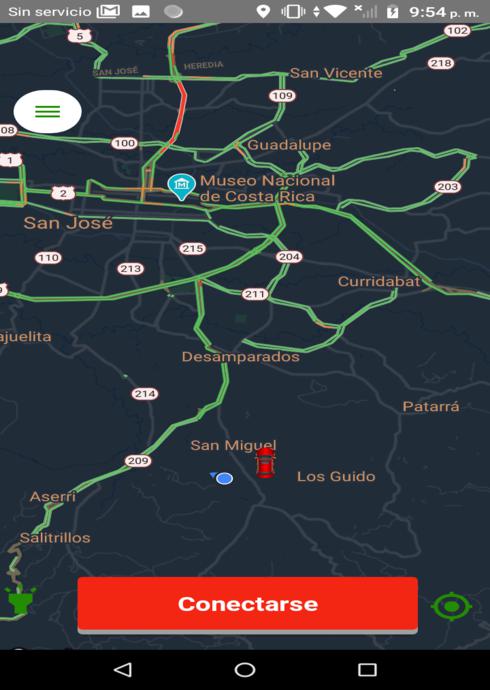 Sin servicio
9:54 p. m.
102
5
218
SAN JOSÉ
HEREDIA
San Vicente
109
08
100
Guadalupe
1
2
Museo Nacional
de Costa Rica
203
San José
215
204
110
213
Curridabat
9
211
ajuelita
Desamparados
214
Patarrá
San Miguel
209
Los Guido
Aserrí
Salitrillos
Conectarse